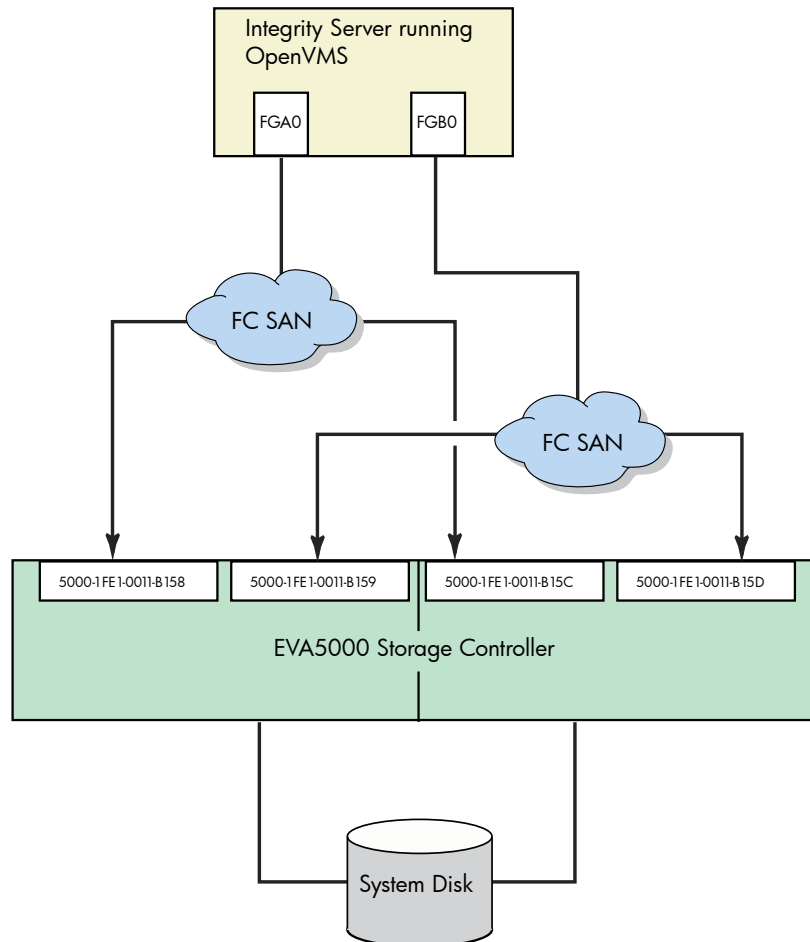 Integrity Server running
OpenVMS
FGA0
FGB0
FC SAN
FC SAN
5000-1FE1-0011-B158
5000-1FE1-0011-B159
5000-1FE1-0011-B15C
5000-1FE1-0011-B15D
EVA5000 Storage Controller
System Disk